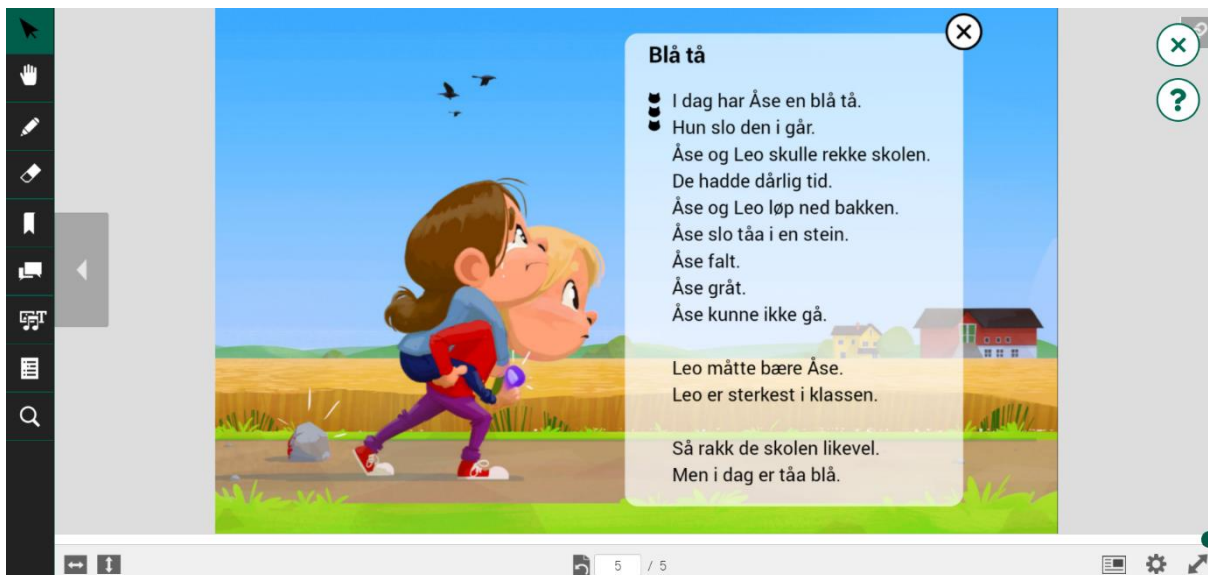 Blå tå
I dag har Åse en blå tå.
Hun slo den i går.
Åse og Leo skulle rekke skolen.
De hadde dårlig tid.
Åse og Leo løp ned bakken.
Åse slo tåa i en stein.
Åse falt.
Åse gråt.
Åse kunne ikke gå.
Leo måtte bære Åse.
Leo er sterkest i klassen.
Så rakk de skolen likevel.
Men i dag er tåa blå.
5 / 5